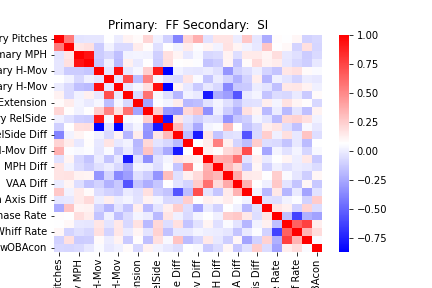 Primary: FF Secondary: SI
ry Pitches
mary MPH
ary H-Mov
ary H-Mov
Extension
ry RelSide
elSide Diff
H-Mov Diff
MPH Diff
VAA Diff
n Axis Diff
hase Rate
Whiff Rate
wOBAcon
1.00
0.75
0.50
0.25
0.00
−0.25
−0.50
−0.75
itches
y MPH
H-Mov
H-Mov
ension
elSide
e Diff
v Diff
H Diff
A Diff
is Diff
e Rate
f Rate
BAcon